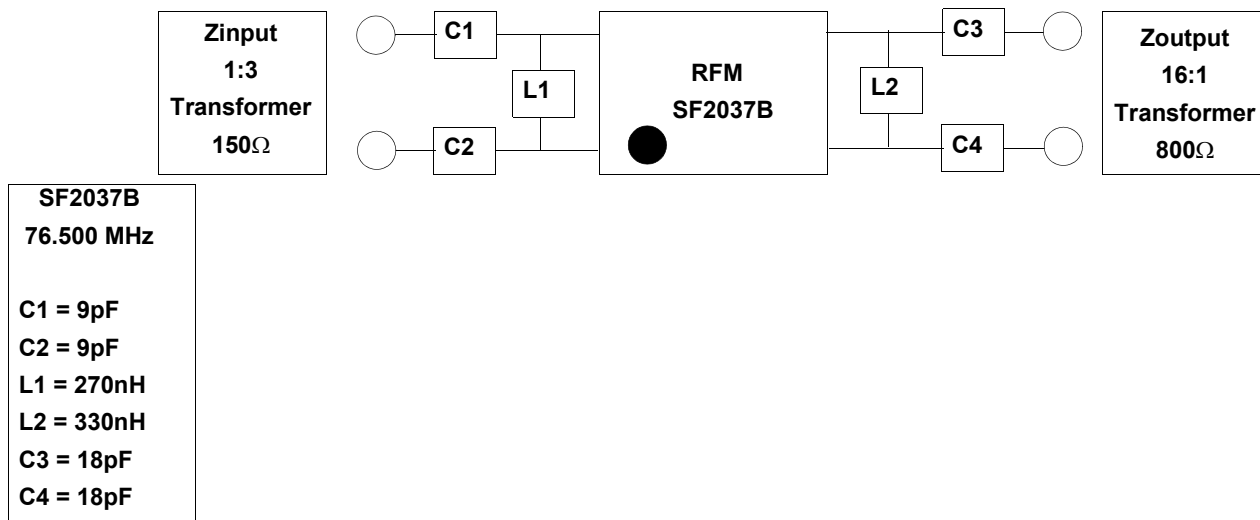 Zinput
1:3
Transformer
150Ω
C1
C2
L1
RFM
SF2037B
L2
C3
C4
Zoutput
16:1
Transformer
800Ω
SF2037B
76.500 MHz
C1 = 9pF
C2 = 9pF
L1 = 270nH
L2 = 330nH
C3 = 18pF
C4 = 18pF